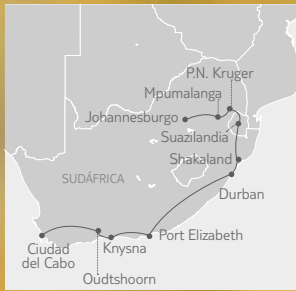 P.N. Kruger
Mpumalanga
Johannesburgo
Suazilandia
Shakaland
SUDÁFRICA
Durban
Port Elizabeth
Knysna
Ciudad
del Cabo
Oudtshoorn